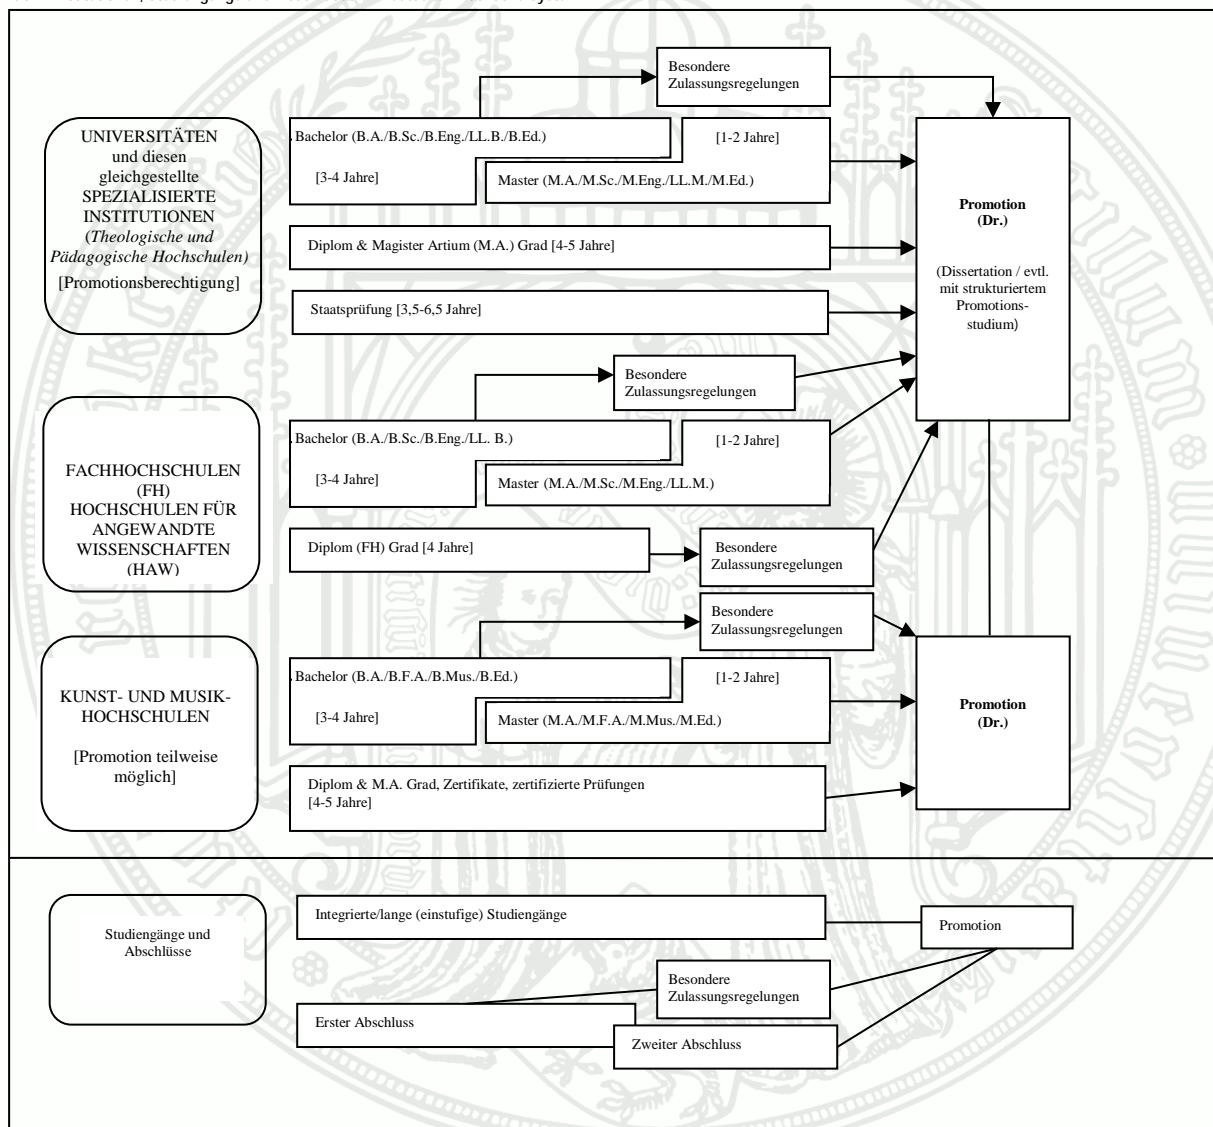 Besondere
Zulassungsregelungen
UNIVERSITÄTEN
und diesen
gleichgestellte
SPEZIALISIERTE
INSTITUTIONEN
(Theologische und
Pädagogische Hochschulen)
[Promotionsberechtigung]
Bachelor (B.A./B.Sc./B.Eng./LL.B./B.Ed.)
[1-2 Jahre]
[3-4 Jahre]
Master (M.A./M.Sc./M.Eng./LL.M./M.Ed.)
Diplom & Magister Artium (M.A.) Grad [4-5 Jahre]
Staatsprüfung [3,5-6,5 Jahre]
Promotion
(Dr.)
(Dissertation / evtl.
mit strukturiertem
Promotions-
studium)
Besondere
Zulassungsregelungen
FACHHOCHSCHULEN
(FH)
HOCHSCHULEN FÜR
ANGEWANDTE
WISSENSCHAFTEN
(HAW)
Bachelor (B.A./B.Sc./B.Eng./LL. B.)
[1-2 Jahre]
[3-4 Jahre]
Master (M.A./M.Sc./M.Eng./LL.M.)
Diplom (FH) Grad [4 Jahre]
Besondere
Zulassungsregelungen
Besondere
Zulassungsregelungen
KUNST- UND MUSIK-
HOCHSCHULEN
[Promotion teilweise
möglich]
Bachelor (B.A./B.F.A./B.Mus./B.Ed.)
[1-2 Jahre]
[3-4 Jahre]
Master (M.A./M.F.A./M.Mus./M.Ed.)
Promotion
(Dr.)
Diplom & M.A. Grad, Zertifikate, zertifizierte Prüfungen
[4-5 Jahre]
Studiengänge und
Abschlüsse
Integrierte/lange (einstufige) Studiengänge
Promotion
Besondere
Zulassungsregelungen
Erster Abschluss
Zweiter Abschluss